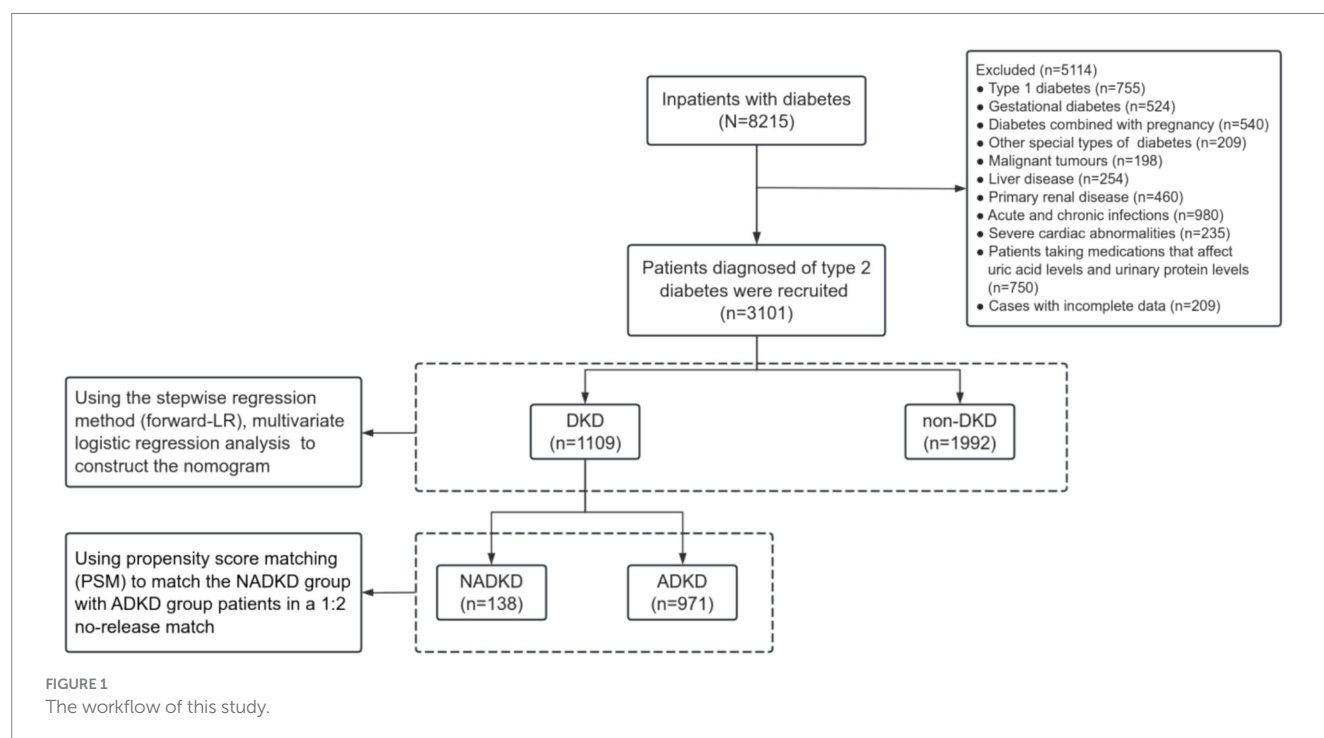 Inpatients with diabetes
(N=8215)
Excluded (n=5114)
● Type 1 diabetes (n=755)
● Gestational diabetes (n=524)
● Diabetes combined with pregnancy (n=540)
● Other special types of diabetes (n=209)
● Malignant tumours (n=198)
● Liver disease (n=254)
● Primary renal disease (n=460)
● Acute and chronic infections (n=980)
● Severe cardiac abnormalities (n=235)
● Patients taking medications that affect
uric acid levels and urinary protein levels
(n=750)
● Cases with incomplete data (n=209)
Patients diagnosed of type 2
diabetes were recruited
(n=3101)
Using the stepwise regression
method (forward-LR), multivariate
logistic regression analysis to
construct the nomogram
DKD
(n=1109)
non-DKD
(n=1992)
Using propensity score matching
(PSM) to match the NADKD group
with ADKD group patients in a 1:2
no-release match
NADKD
(n=138)
ADKD
(n=971)
FIGURE 1
The workflow of this study.